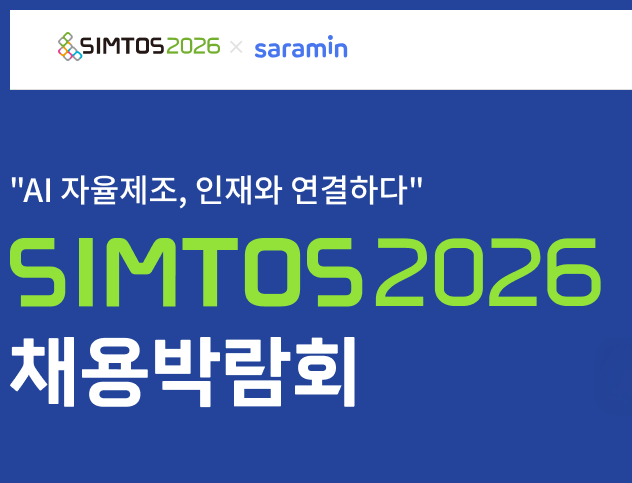 SIMTOS2026 × saramin
"AI 자율제조, 인재와 연결하다"
SIMTOS2026
채용박람회